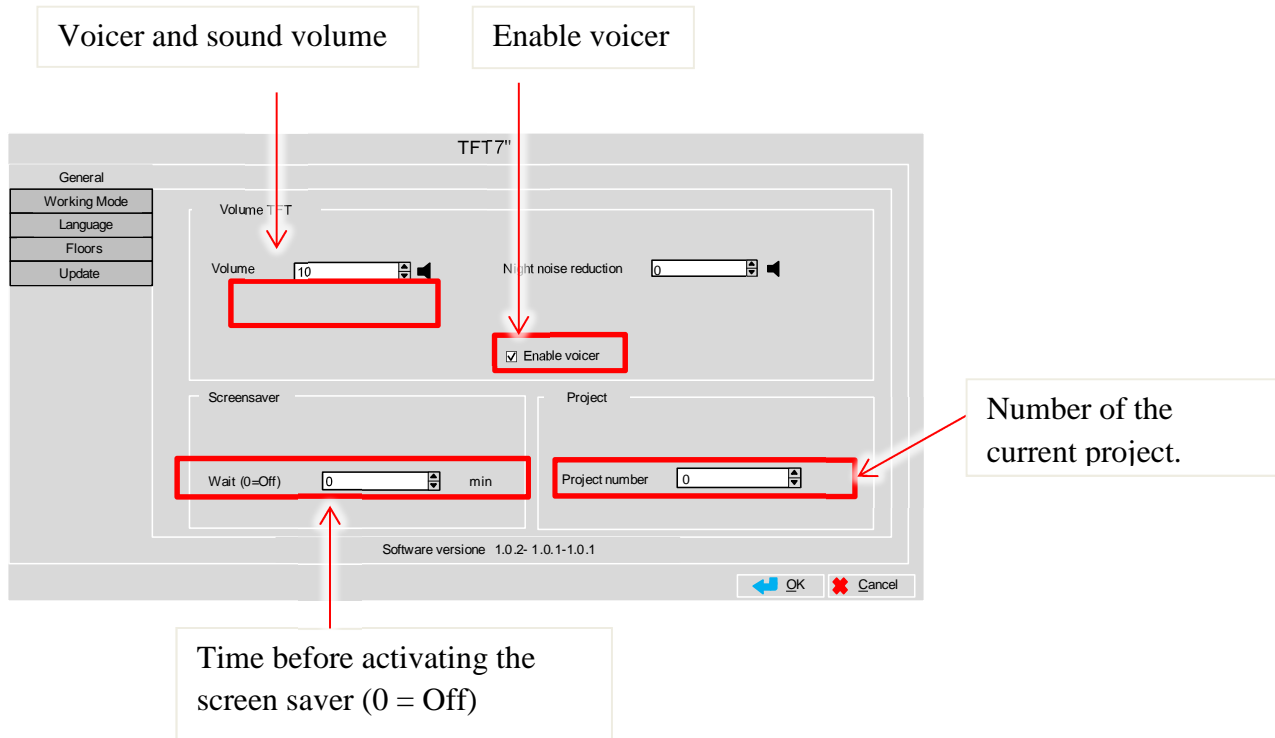 Voicer and sound volume
Enable voicer
TFT7"
General
Working Mode
Language
Floors
Update
Volume TFT
Volume 10
Night noise reduction 0
Enable voicer
Screensaver
Wait (0=Off) 0 min
Project
Project number 0
Number of the
current project.
Software versione 1.0.2- 1.0.1-1.0.1
OK Cancel
Time before activating the
screen saver (0 = Off)